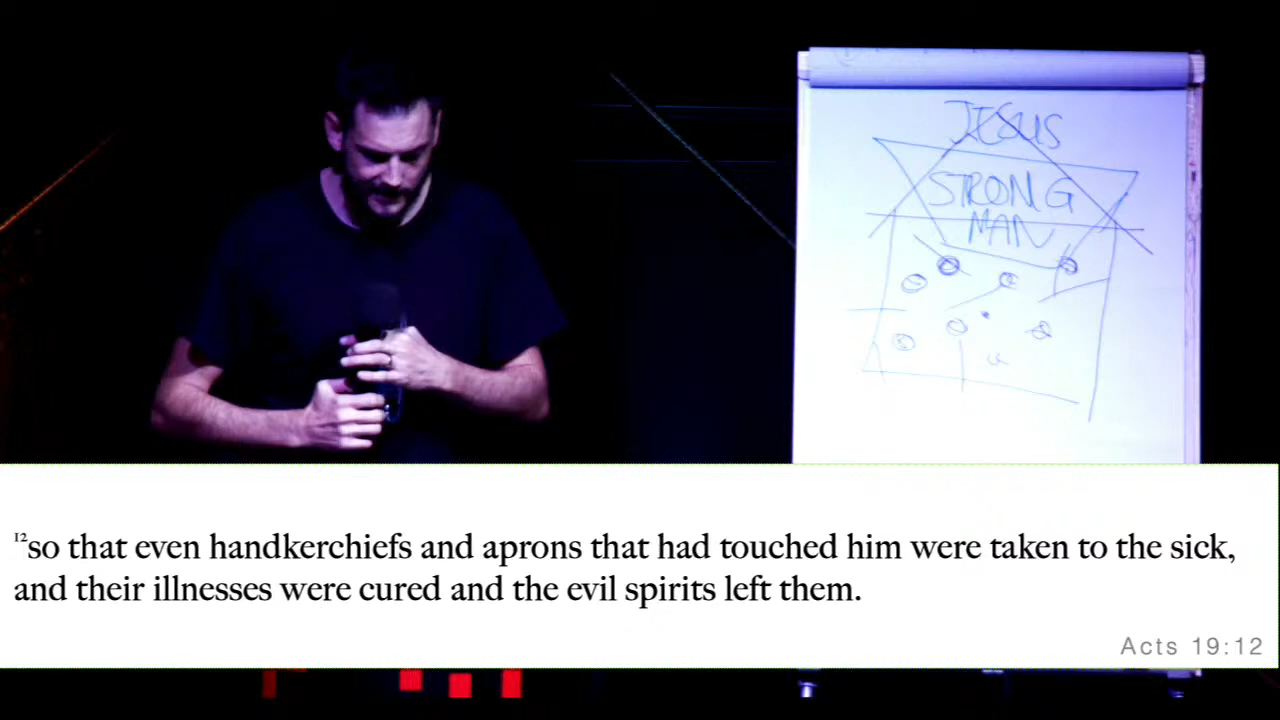 JESUS
STRONG
MAN
¹²so that even handkerchiefs and aprons that had touched him were taken to the sick,
and their illnesses were cured and the evil spirits left them.
Acts 19:12